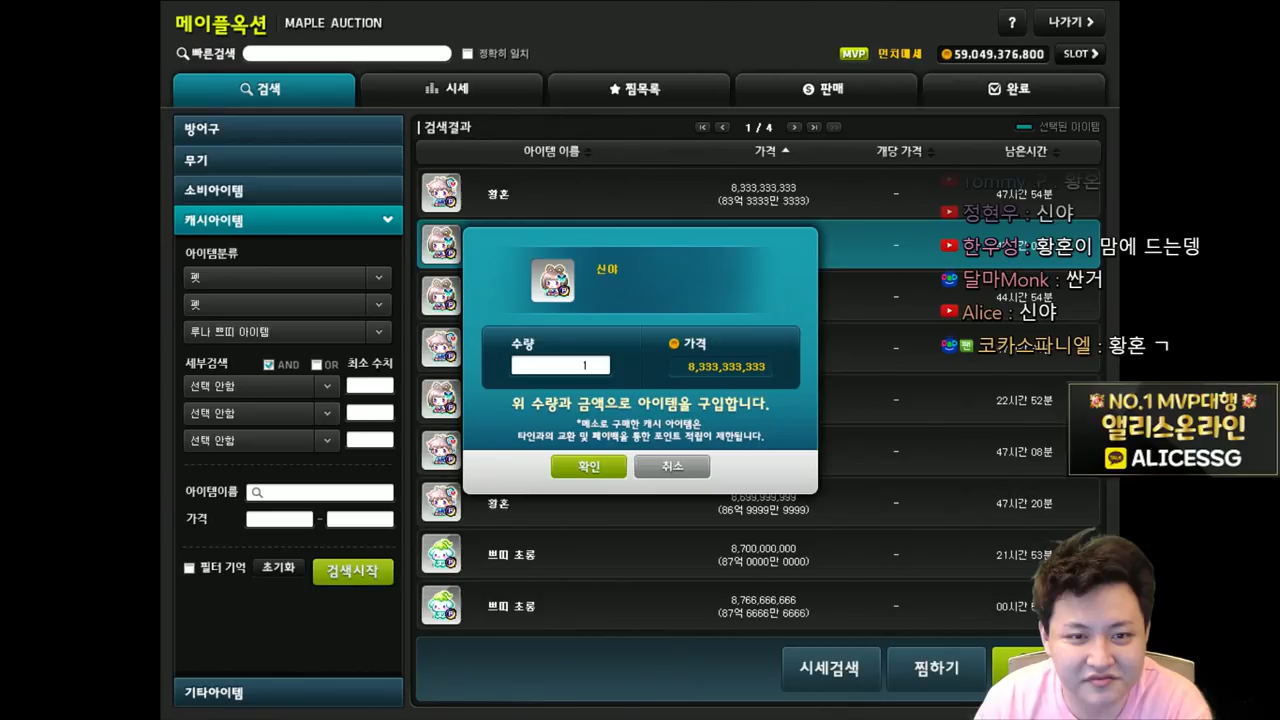 메이플옥션 MAPLE AUCTION
? 나가기 >
빠른검색 정확히 일치
MVP 먼치매세 59,049,376,800 SLOT >
검색 시세 찜목록 판매 완료
방어구
무기
소비아이템
캐시아이템
아이템분류
펫
펫
루나 쁘띠 아이템
세부검색 AND OR 최소 수치
선택 안함
선택 안함
선택 안함
아이템이름
가격 -
필터 기억 초기화 검색시작
기타아이템
검색결과 1 / 4 선택된 아이템
아이템 이름 가격 개당 가격 남은시간
황혼 8,333,333,333 - 47시간 54분
(83억 3333만 3333)
-
44시간 54분
-
- 22시간 52분
- 47시간 08분
황혼 8,699,999,999 - 47시간 20분
(86억 9999만 9999)
쁘띠 초롱 8,700,000,000 - 21시간 53분
(87억 0000만 0000)
쁘띠 초롱 8,766,666,666 - 00시간
(87억 6666만 6666)
시세검색 찜하기
신야
수량 가격
1 8,333,333,333
위 수량과 금액으로 아이템을 구입합니다.
*메소로 구매한 캐시 아이템은
타인과의 교환 및 페이백을 통한 포인트 적립이 제한됩니다.
확인 취소
Tommy P : 황혼
정현우 : 신야
한우성 : 황혼이 맘에 드는뎅
달마Monk : 싼거
Alice : 신야
팬 코카소파니엘 : 황혼 ㄱ
NO.1 MVP대행
앨리스온라인
TALK ALICESSG